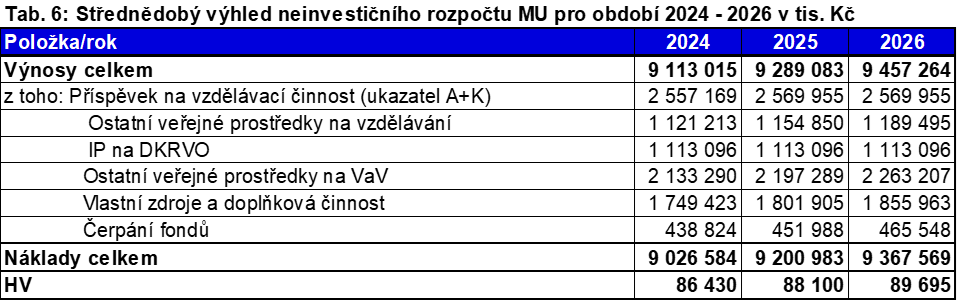 Tab. 6: Střednědobý výhled neinvestičního rozpočtu MU pro období 2024 - 2026 v tis. Kč
Položka/rok 2024 2025 2026
Výnosy celkem 9 113 015 9 289 083 9 457 264
z toho: Příspěvek na vzdělávací činnost (ukazatel A+K) 2 557 169 2 569 955 2 569 955
Ostatní veřejné prostředky na vzdělávání 1 121 213 1 154 850 1 189 495
IP na DKRVO 1 113 096 1 113 096 1 113 096
Ostatní veřejné prostředky na VaV 2 133 290 2 197 289 2 263 207
Vlastní zdroje a doplňková činnost 1 749 423 1 801 905 1 855 963
Čerpání fondů 438 824 451 988 465 548
Náklady celkem 9 026 584 9 200 983 9 367 569
HV 86 430 88 100 89 695